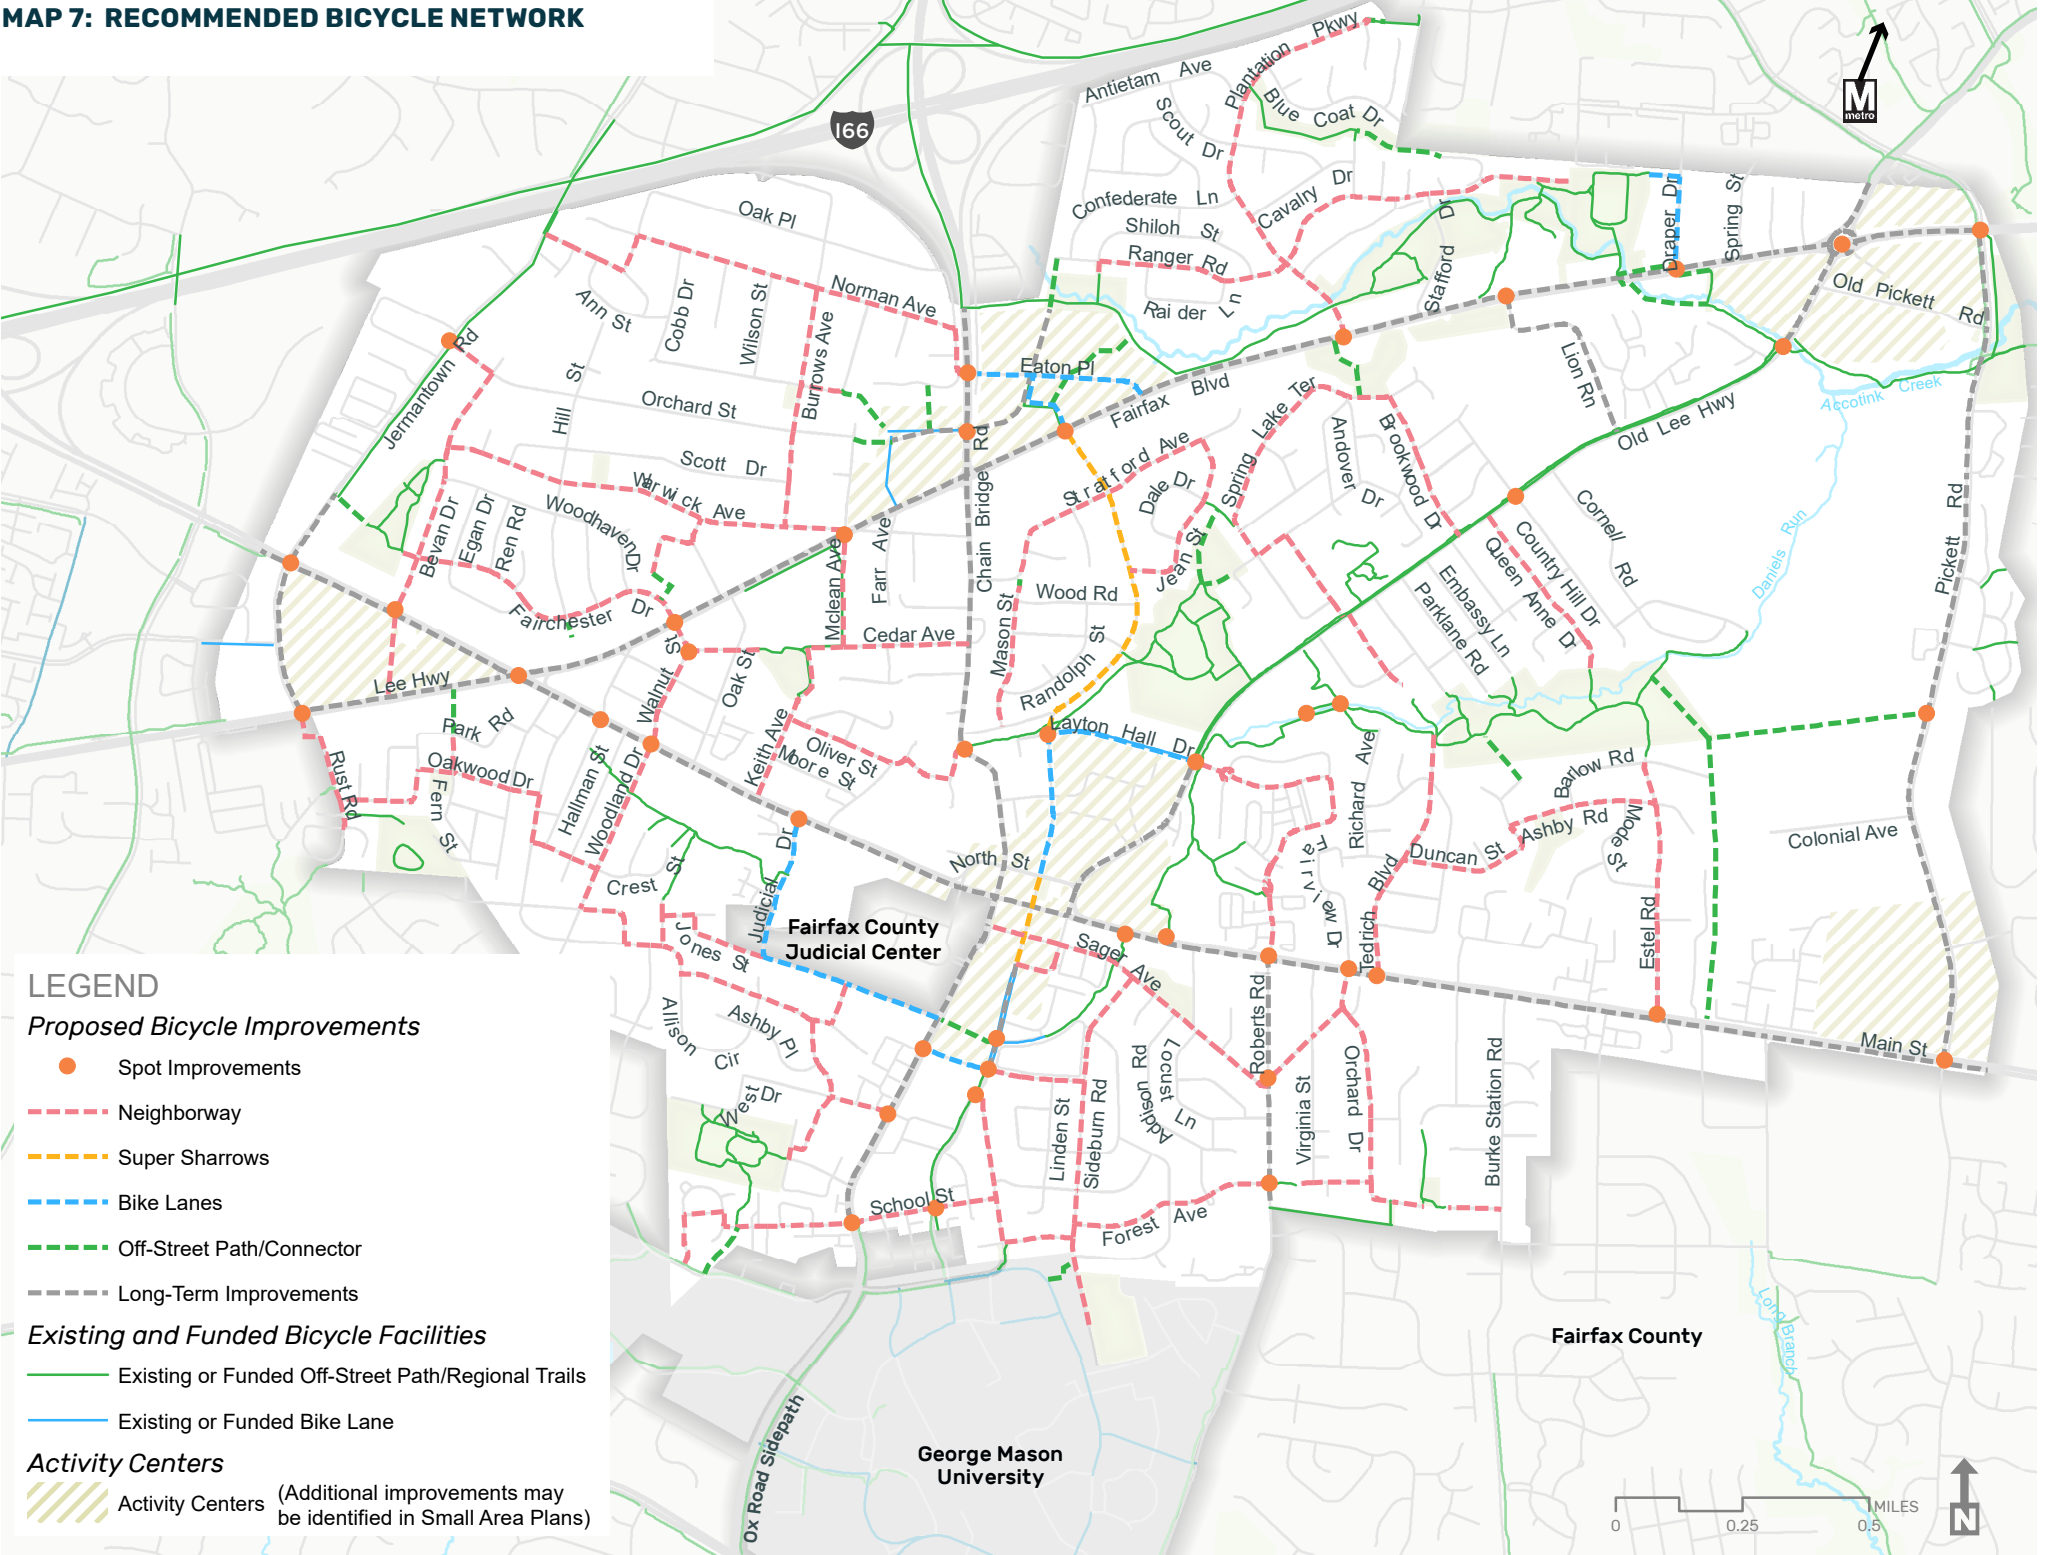 MAP 7: RECOMMENDED BICYCLE NETWORK
I66
M
metro
Antietam Ave
Plantation Pkwy
Scout Dr
Blue Coat Dr
Confederate Ln
Shiloh St
Ranger Rd
Cavalry Dr
Raider Ln
Stafford Dr
Draper Dr
Spring St
Old Pickett Rd
Oak Pl
Norman Ave
Ann St
Cobb Dr
Wilson St
Burrows Ave
Jermantown Rd
Hill St
Orchard St
Scott Dr
Warwick Ave
Eaton Pl
Fairfax Blvd
Lion Rn
Old Lee Hwy
Accotink Creek
Stratford Ave
Spring Lake Ter
Andover Dr
Brookwood Dr
Dale Dr
Jean St
Bevan Dr
Egan Dr
Ren Rd
Woodhaven Dr
Fairchester Dr
Mclean Ave
Farr Ave
Chain Bridge Rd
Cedar Ave
Wood Rd
Mason St
Randolph St
Cornell Rd
Country Hill Dr
Queen Anne Dr
Embassy Ln
Parklane Rd
Daniels Run
Pickett Rd
Lee Hwy
Park Rd
Walnut St
Oak St
Keith Ave
Oliver St
Moore St
Layton Hall Dr
Rust Rd
Oakwood Dr
Fern St
Hallman St
Woodland Dr
Crest St
Judicial Dr
North St
Richard Ave
Fairview Dr
Barlow Rd
Ashby Rd
Mode St
Duncan St
Colonial Ave
Tedrich Blvd
Estel Rd
Fairfax County
Judicial Center
Sager Ave
Jones St
Allison Cir
Ashby Pl
West Dr
Roberts Rd
Locust Ln
Addison Rd
Sideburn Rd
Linden St
Virginia St
Orchard Dr
Burke Station Rd
Main St
School St
Forest Ave
Fairfax County
Long Branch
George Mason
University
Ox Road Sidepath
LEGEND
Proposed Bicycle Improvements
Spot Improvements
Neighborway
Super Sharrows
Bike Lanes
Off-Street Path/Connector
Long-Term Improvements
Existing and Funded Bicycle Facilities
Existing or Funded Off-Street Path/Regional Trails
Existing or Funded Bike Lane
Activity Centers
Activity Centers (Additional improvements may
be identified in Small Area Plans)
MILES
0 0.25 0.5
N